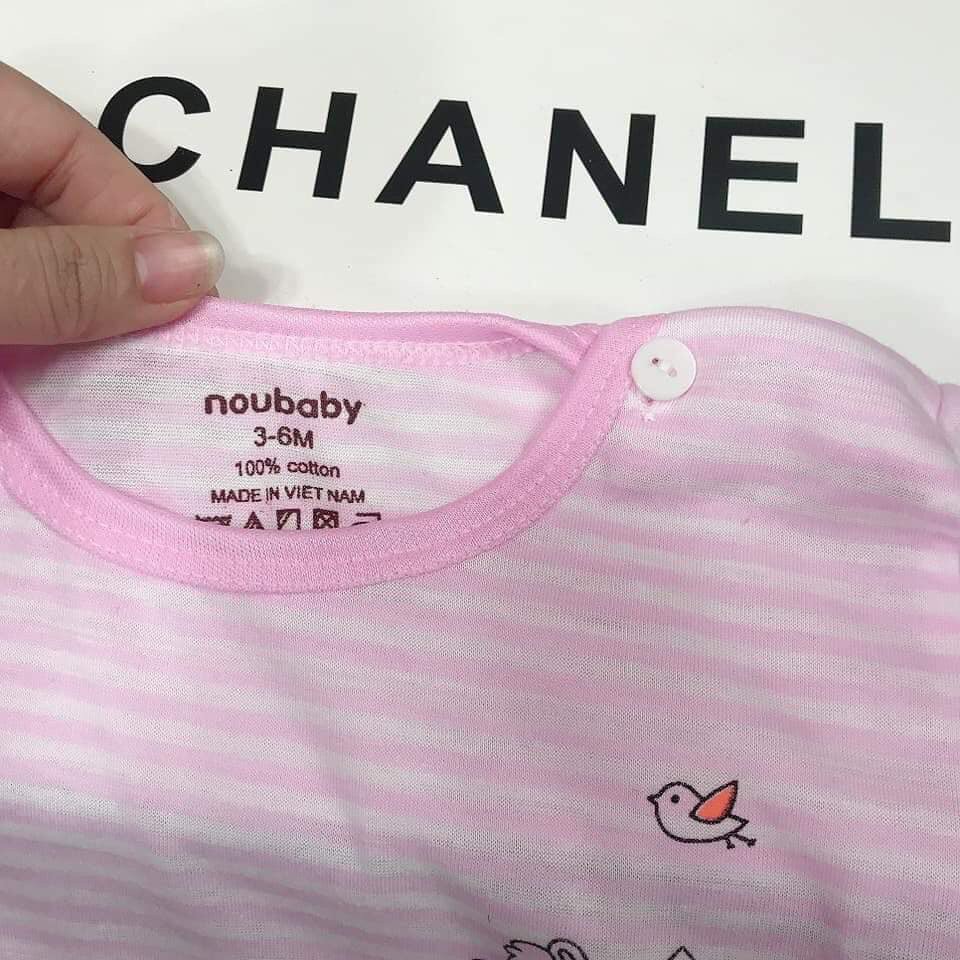 CHANEL
noubaby
3-6M
100% cotton
MADE IN VIET NAM